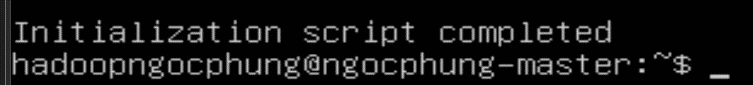 Initialization script completed
hadoopngocphung@ngocphung-master:~$ _